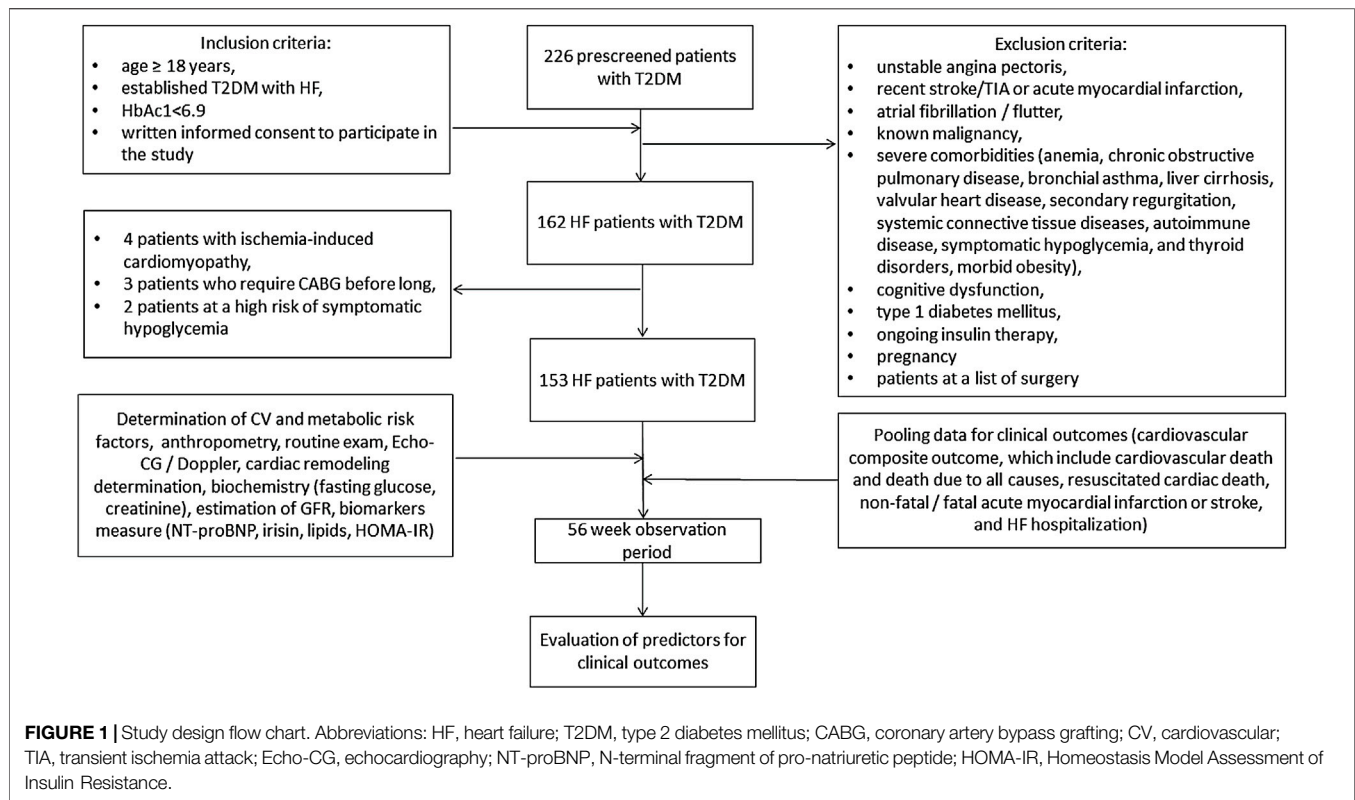 Inclusion criteria:
• age ≥ 18 years,
• established T2DM with HF,
• HbAc1<6.9
• written informed consent to participate in
the study
226 prescreened patients
with T2DM
Exclusion criteria:
• unstable angina pectoris,
• recent stroke/TIA or acute myocardial infarction,
• atrial fibrillation / flutter,
• known malignancy,
• severe comorbidities (anemia, chronic obstructive
pulmonary disease, bronchial asthma, liver cirrhosis,
valvular heart disease, secondary regurgitation,
systemic connective tissue diseases, autoimmune
disease, symptomatic hypoglycemia, and thyroid
disorders, morbid obesity),
• cognitive dysfunction,
• type 1 diabetes mellitus,
• ongoing insulin therapy,
• pregnancy
• patients at a list of surgery
162 HF patients with T2DM
• 4 patients with ischemia-induced
cardiomyopathy,
• 3 patients who require CABG before long,
• 2 patients at a high risk of symptomatic
hypoglycemia
153 HF patients with T2DM
Determination of CV and metabolic risk
factors, anthropometry, routine exam, Echo-
CG / Doppler, cardiac remodeling
determination, biochemistry (fasting glucose,
creatinine), estimation of GFR, biomarkers
measure (NT-proBNP, irisin, lipids, HOMA-IR)
Pooling data for clinical outcomes (cardiovascular
composite outcome, which include cardiovascular death
and death due to all causes, resuscitated cardiac death,
non-fatal / fatal acute myocardial infarction or stroke,
and HF hospitalization)
56 week observation
period
Evaluation of predictors for
clinical outcomes
FIGURE 1 | Study design flow chart. Abbreviations: HF, heart failure; T2DM, type 2 diabetes mellitus; CABG, coronary artery bypass grafting; CV, cardiovascular;
TIA, transient ischemia attack; Echo-CG, echocardiography; NT-proBNP, N-terminal fragment of pro-natriuretic peptide; HOMA-IR, Homeostasis Model Assessment of
Insulin Resistance.